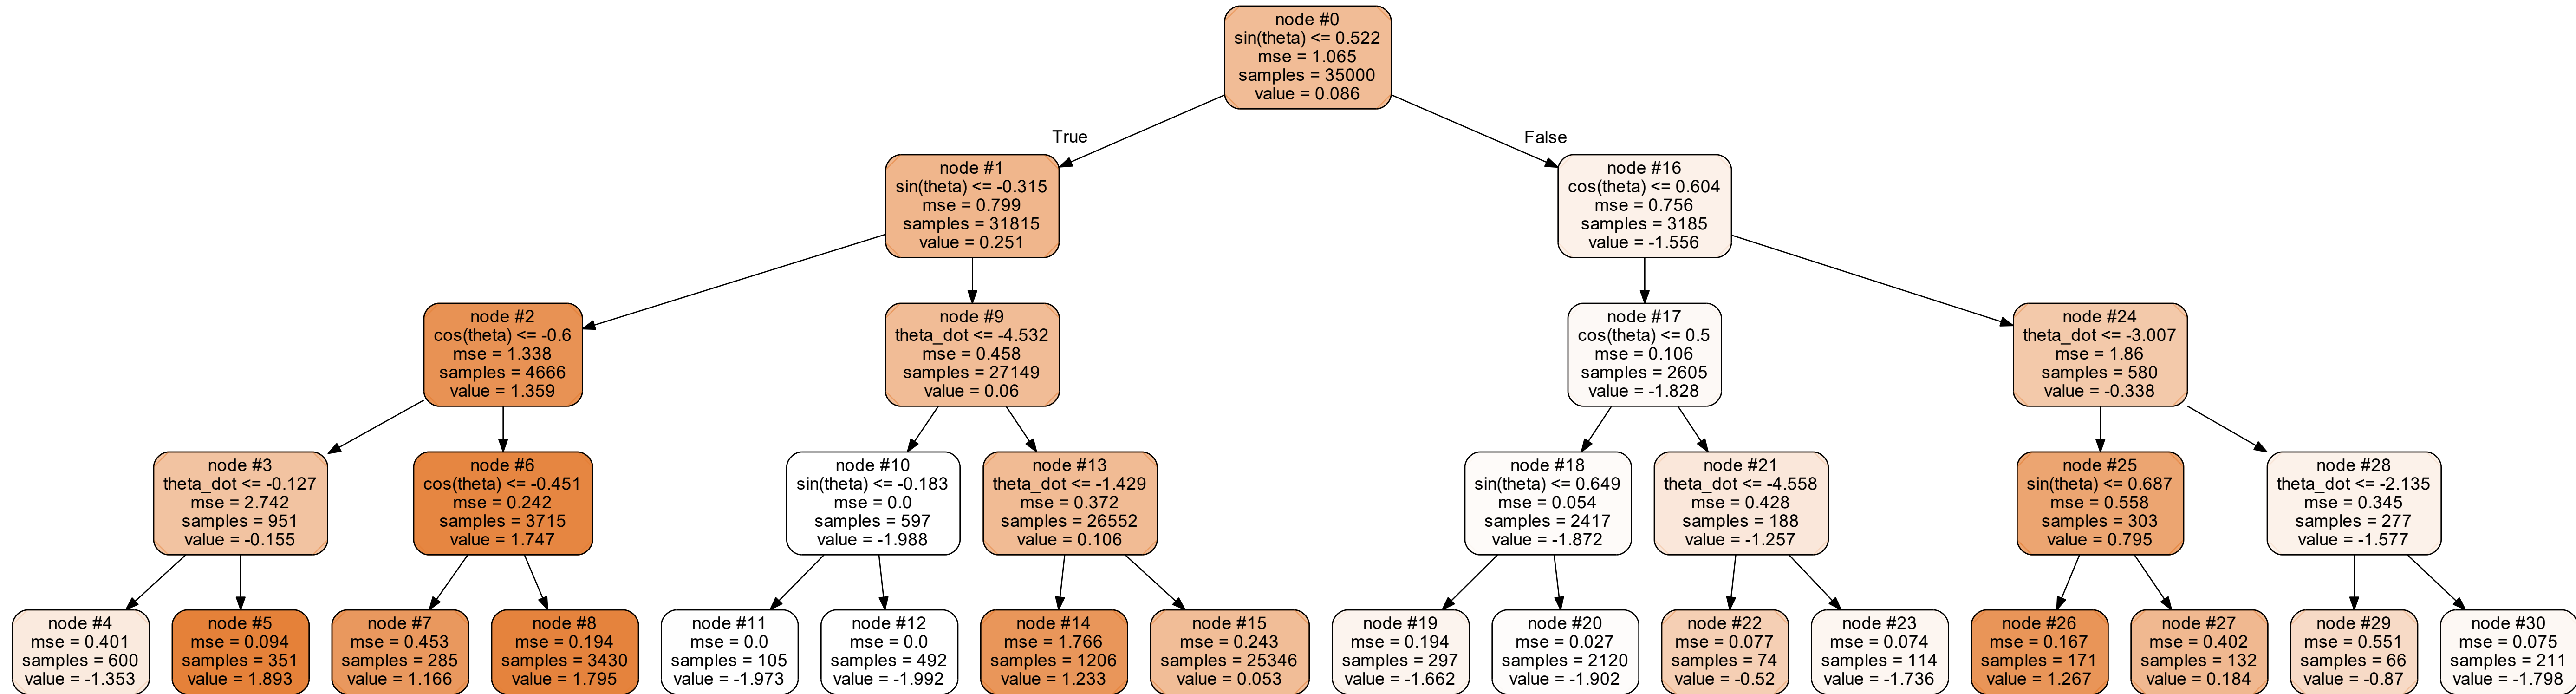 node #0
sin(theta) <= 0.522
mse = 1.065
samples = 35000
value = 0.086
True
False
node #1
sin(theta) <= -0.315
mse = 0.799
samples = 31815
value = 0.251
node #16
cos(theta) <= 0.604
mse = 0.756
samples = 3185
value = -1.556
node #2
cos(theta) <= -0.6
mse = 1.338
samples = 4666
value = 1.359
node #9
theta_dot <= -4.532
mse = 0.458
samples = 27149
value = 0.06
node #17
cos(theta) <= 0.5
mse = 0.106
samples = 2605
value = -1.828
node #24
theta_dot <= -3.007
mse = 1.86
samples = 580
value = -0.338
node #3
theta_dot <= -0.127
mse = 2.742
samples = 951
value = -0.155
node #6
cos(theta) <= -0.451
mse = 0.242
samples = 3715
value = 1.747
node #10
sin(theta) <= -0.183
mse = 0.0
samples = 597
value = -1.988
node #13
theta_dot <= -1.429
mse = 0.372
samples = 26552
value = 0.106
node #18
sin(theta) <= 0.649
mse = 0.054
samples = 2417
value = -1.872
node #21
theta_dot <= -4.558
mse = 0.428
samples = 188
value = -1.257
node #25
sin(theta) <= 0.687
mse = 0.558
samples = 303
value = 0.795
node #28
theta_dot <= -2.135
mse = 0.345
samples = 277
value = -1.577
node #4
mse = 0.401
samples = 600
value = -1.353
node #5
mse = 0.094
samples = 351
value = 1.893
node #7
mse = 0.453
samples = 285
value = 1.166
node #8
mse = 0.194
samples = 3430
value = 1.795
node #11
mse = 0.0
samples = 105
value = -1.973
node #12
mse = 0.0
samples = 492
value = -1.992
node #14
mse = 1.766
samples = 1206
value = 1.233
node #15
mse = 0.243
samples = 25346
value = 0.053
node #19
mse = 0.194
samples = 297
value = -1.662
node #20
mse = 0.027
samples = 2120
value = -1.902
node #22
mse = 0.077
samples = 74
value = -0.52
node #23
mse = 0.074
samples = 114
value = -1.736
node #26
mse = 0.167
samples = 171
value = 1.267
node #27
mse = 0.402
samples = 132
value = 0.184
node #29
mse = 0.551
samples = 66
value = -0.87
node #30
mse = 0.075
samples = 211
value = -1.798